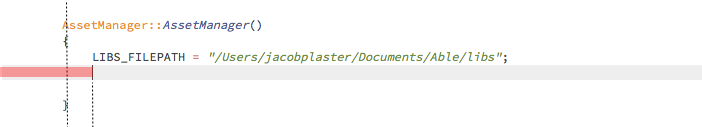 AssetManager::AssetManager()
{
LIBS_FILEPATH = "/Users/jacobplaster/Documents/Able/libs";
}